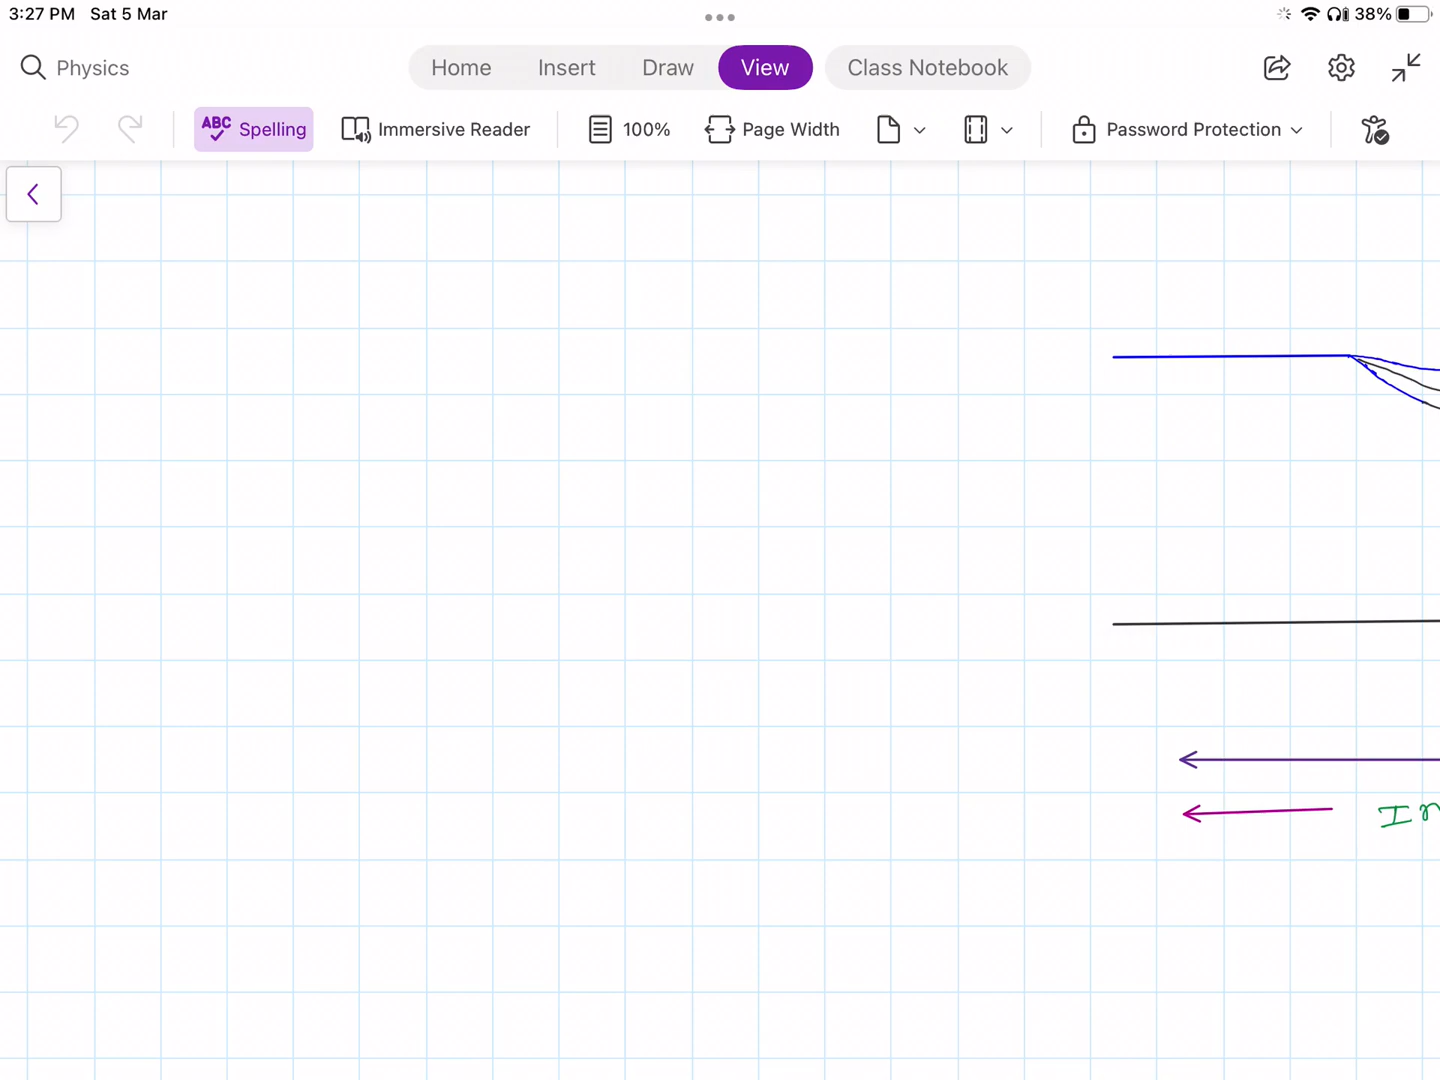 3:27 PM Sat 5 Mar 38%
Physics Home Insert Draw View Class Notebook
ABC Spelling Immersive Reader 100% Page Width Password Protection